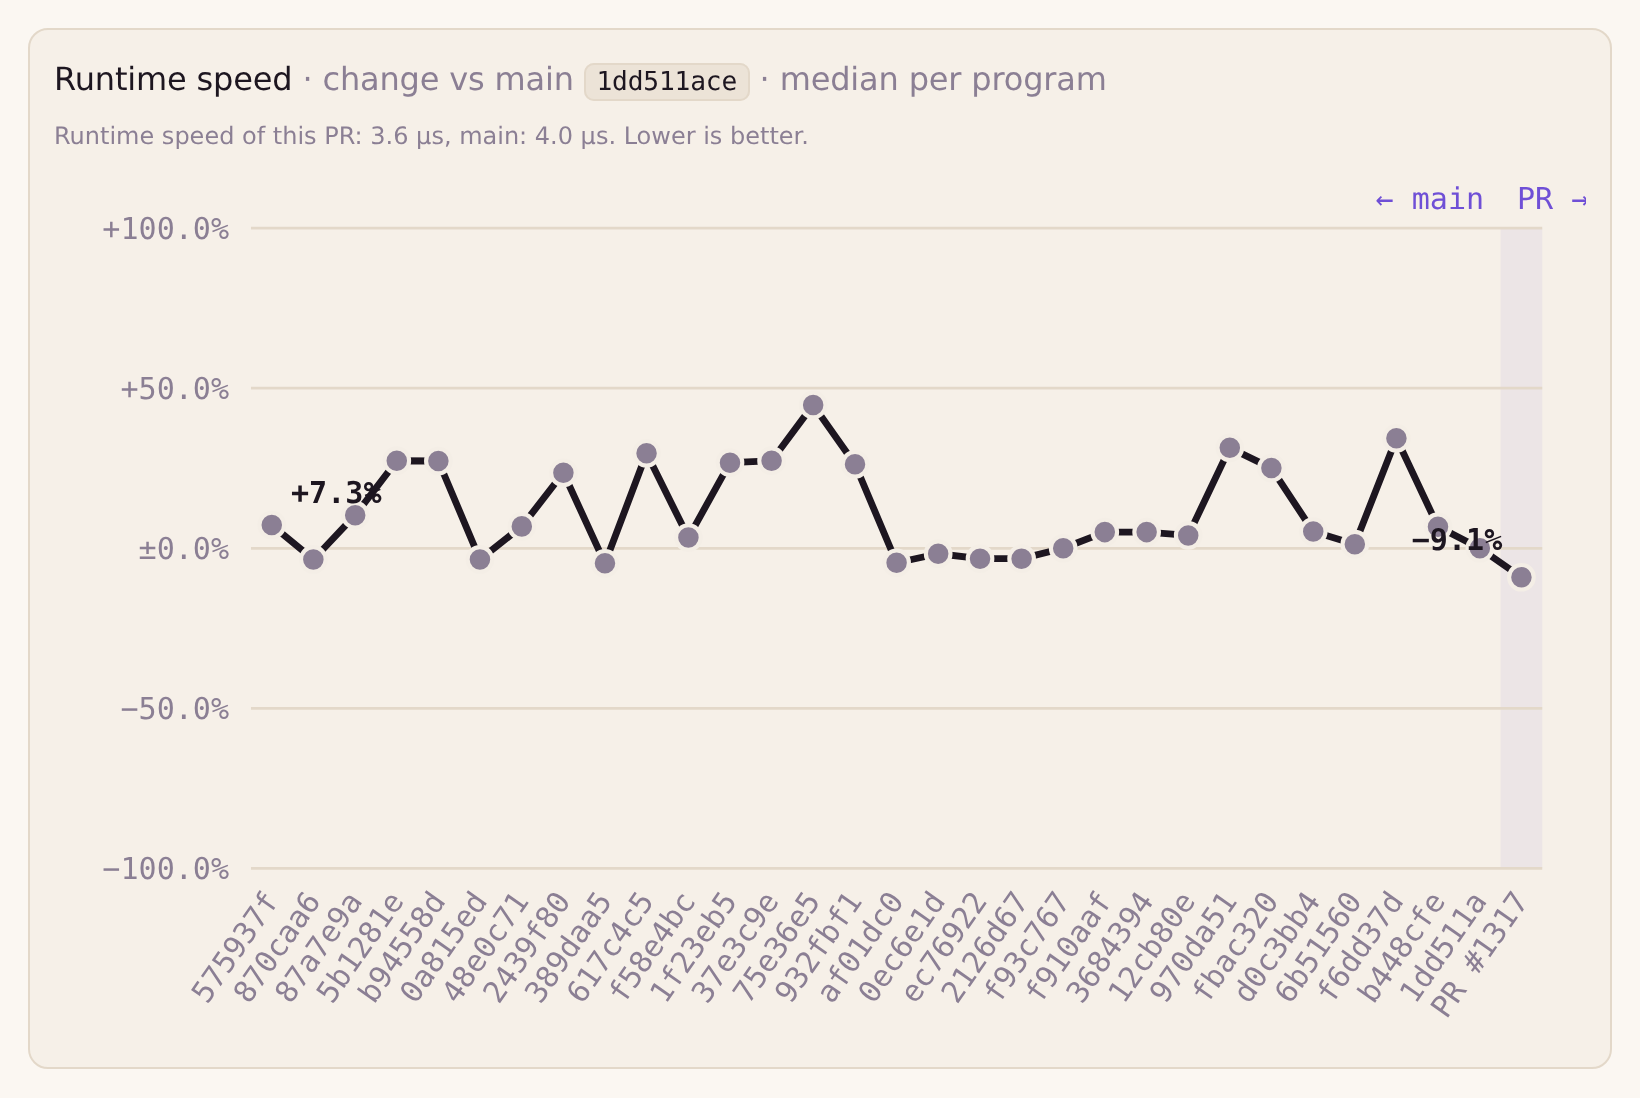 Runtime speed · change vs main 1dd511ace · median per program
Runtime speed of this PR: 3.6 µs, main: 4.0 µs. Lower is better.
← main PR →
+100.0%
+50.0%
±0.0%
−50.0%
−100.0%
+7.3%
−9.1%
575937f
870caa6
87a7e9a
5b1281e
b94558d
0a815ed
48e0c71
2439f80
389daa5
617c4c5
f58e4bc
1f23eb5
37e3c9e
75e36e5
932fbf1
af01dc0
0ec6e1d
ec76922
2126d67
f93c767
f910aaf
3684394
12cb80e
970da51
fbac320
d0c3bb4
6b51560
f6dd37d
b448cfe
1dd511a
PR #1317